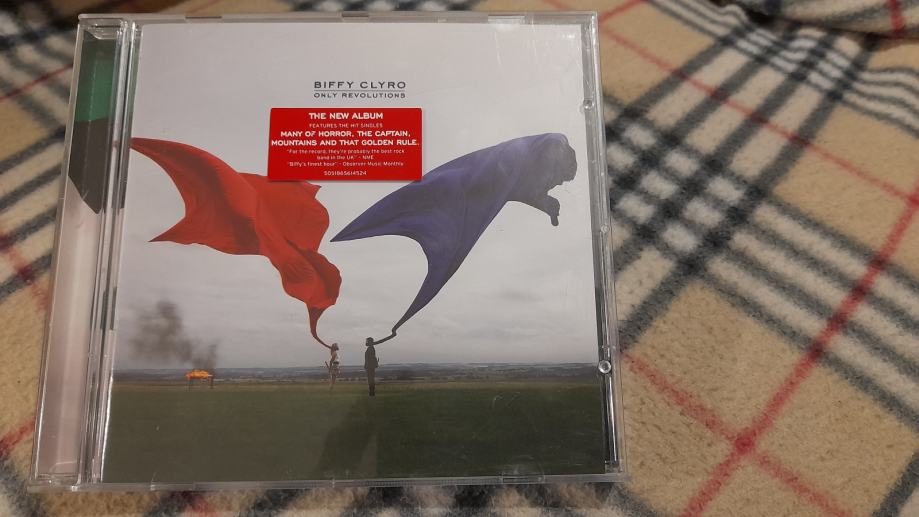 BIFFY CLYRO
ONLY REVOLUTIONS
THE NEW ALBUM
FEATURES THE HIT SINGLES
MANY OF HORROR, THE CAPTAIN,
MOUNTAINS AND THAT GOLDEN RULE.
"For the record, they're probably the best rock
band in the UK" - NME
"Biffy's finest hour" - Observer Music Monthly
5051865614524